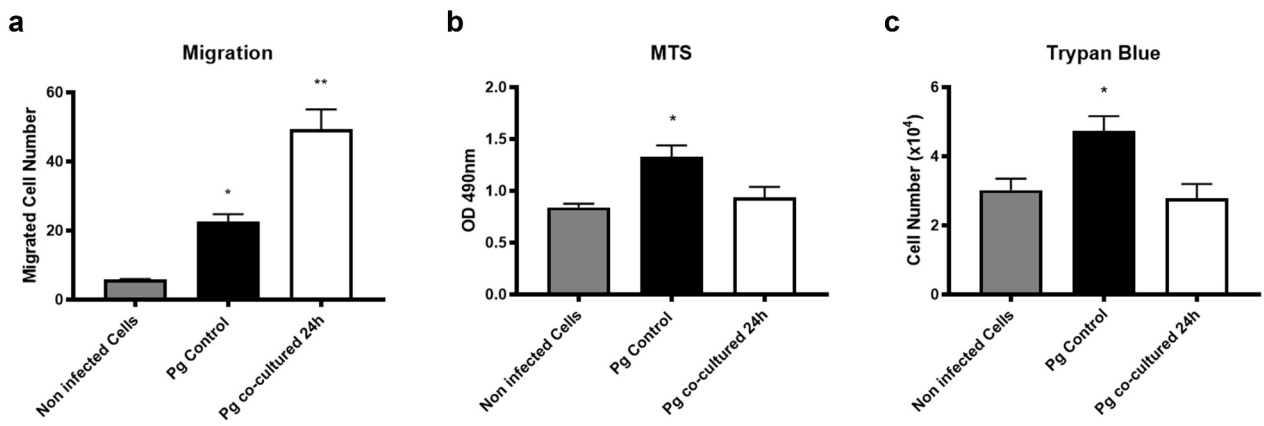 a
Migration
Migrated Cell Number
60
40
20
0
*
**
Non infected Cells
Pg Control
Pg co-cultured 24h
b
MTS
OD 490nm
2.0
1.5
1.0
0.5
0.0
*
Non infected Cells
Pg Control
Pg co-cultured 24h
c
Trypan Blue
Cell Number (x10⁴)
6
4
2
0
*
Non infected Cells
Pg Control
Pg co-cultured 24h